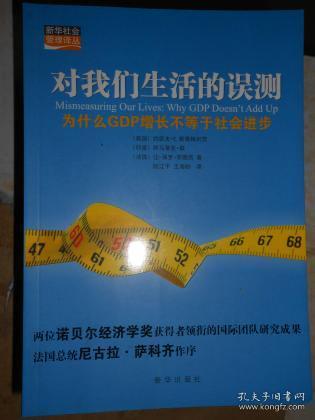 新华社会
管理译丛
对我们生活的误测
Mismeasuring Our Lives: Why GDP Doesn't Add Up
为什么GDP增长不等于社会进步
(美国) 约瑟夫·E.斯蒂格利茨
(印度) 阿马蒂亚·森
(法国) 让-保罗·菲图西 著
阮江平 王海昉 译
47 48 49 50 51 52 66 67 68
两位诺贝尔经济学奖获得者领衔的国际团队研究成果
法国总统尼古拉·萨科齐作序
新华出版社
孔夫子旧书网